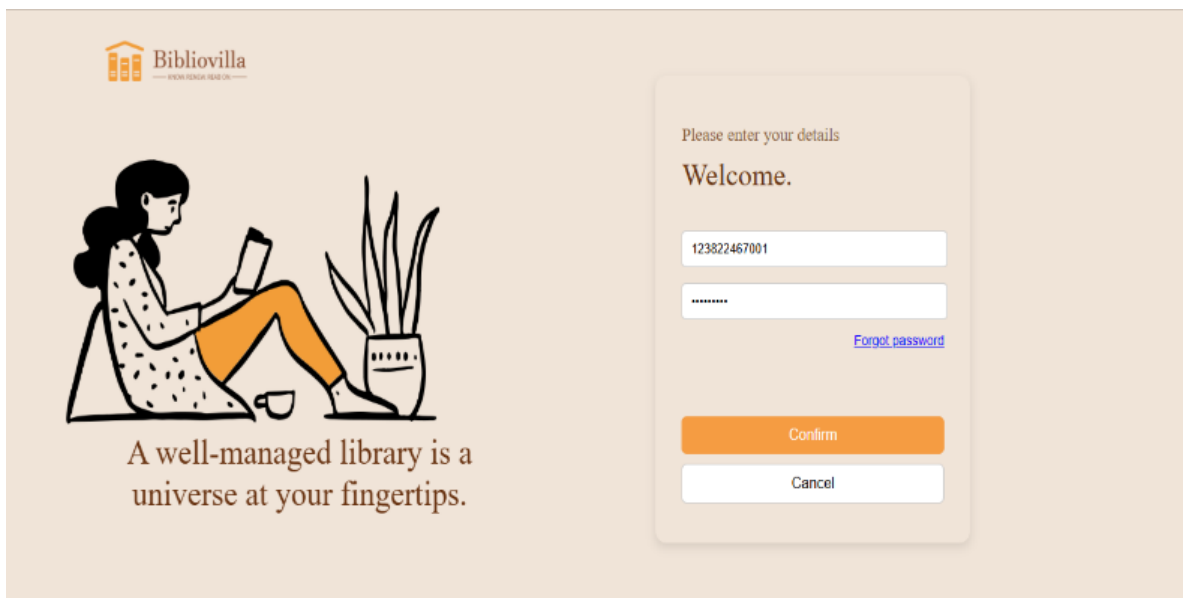 Bibliovilla
Please enter your details
Welcome.
123822467001
•••••••••
Forgot password
Confirm
Cancel
A well-managed library is a
universe at your fingertips.